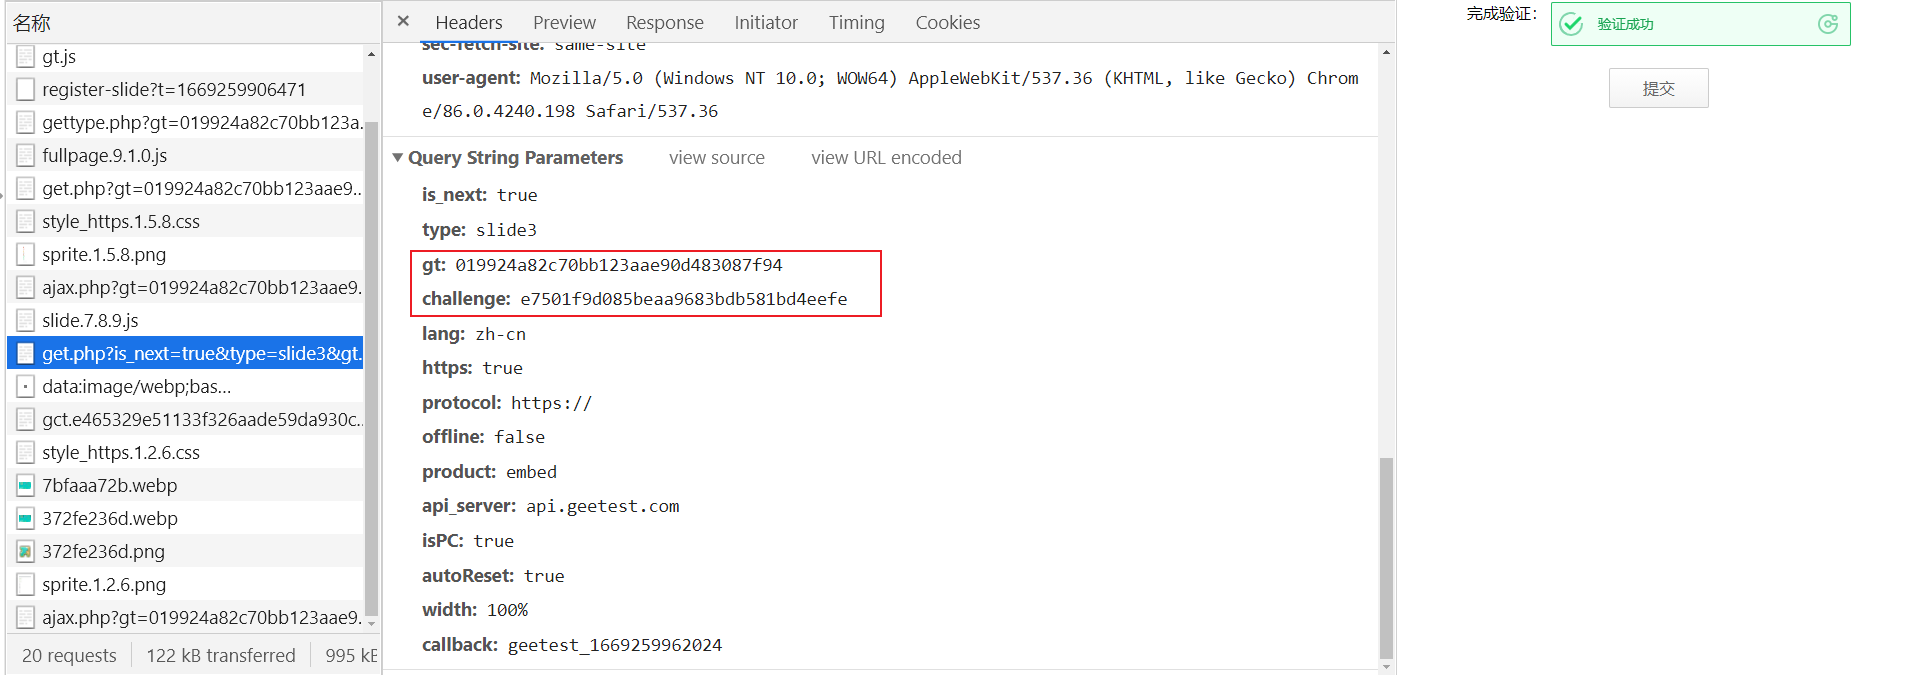 名称
gt.js
register-slide?t=1669259906471
gettype.php?gt=019924a82c70bb123a...
fullpage.9.1.0.js
get.php?gt=019924a82c70bb123aae9...
style_https.1.5.8.css
sprite.1.5.8.png
ajax.php?gt=019924a82c70bb123aae9...
slide.7.8.9.js
get.php?is_next=true&type=slide3&gt...
data:image/webp;bas...
gct.e465329e51133f326aade59da930c...
style_https.1.2.6.css
7bfaaa72b.webp
372fe236d.webp
372fe236d.png
sprite.1.2.6.png
ajax.php?gt=019924a82c70bb123aae9...
20 requests 122 kB transferred 995 kB
× Headers Preview Response Initiator Timing Cookies
sec-fetch-site: same-site
user-agent: Mozilla/5.0 (Windows NT 10.0; WOW64) AppleWebKit/537.36 (KHTML, like Gecko) Chrom
e/86.0.4240.198 Safari/537.36
Query String Parameters view source view URL encoded
is_next: true
type: slide3
gt: 019924a82c70bb123aae90d483087f94
challenge: e7501f9d085beaa9683bdb581bd4eefe
lang: zh-cn
https: true
protocol: https://
offline: false
product: embed
api_server: api.geetest.com
isPC: true
autoReset: true
width: 100%
callback: geetest_1669259962024
完成验证：
验证成功
提交